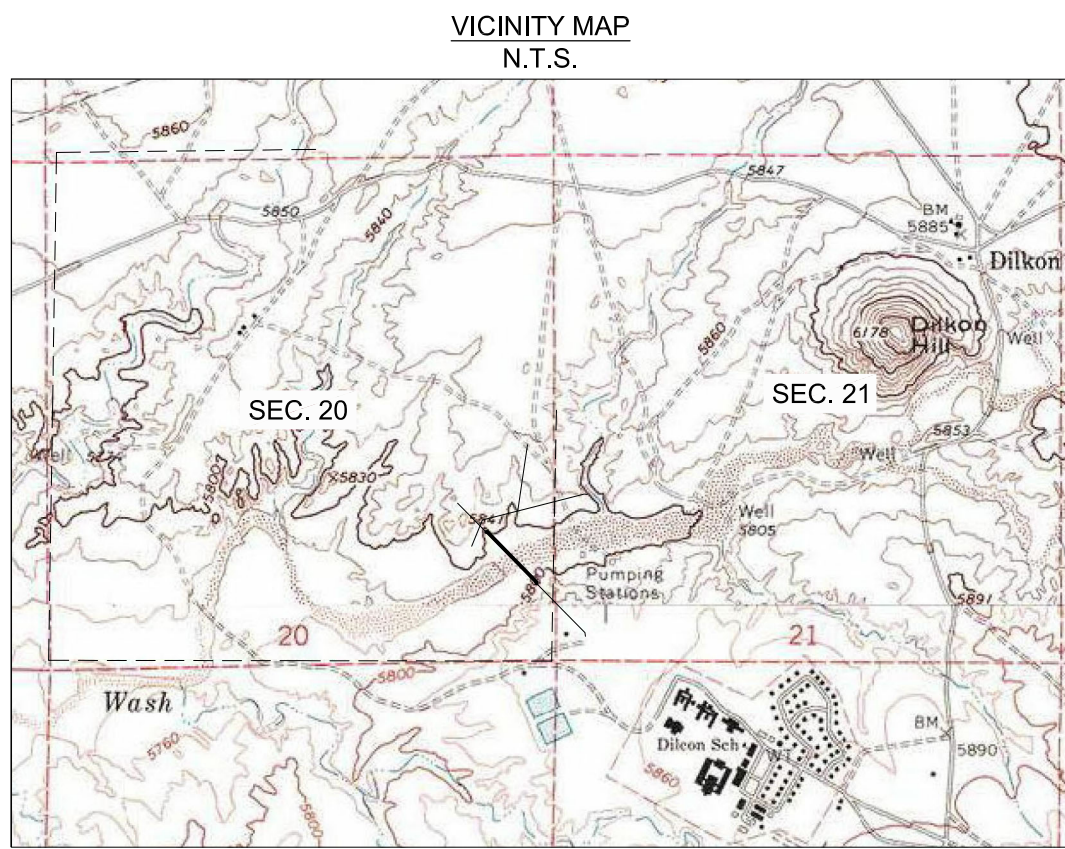 VICINITY MAP
N.T.S.
5860
5847
5850
5840
BM
5885
Dilkon
5860
6178
Dilkon
Hill
Well
SEC. 20
SEC. 21
5853
Well
Well
5800
5830
5841
Well
5805
Pumping
Stations
5891
20
21
5800
Wash
5760
Dilcon Sch
BM
5890
5860
5800